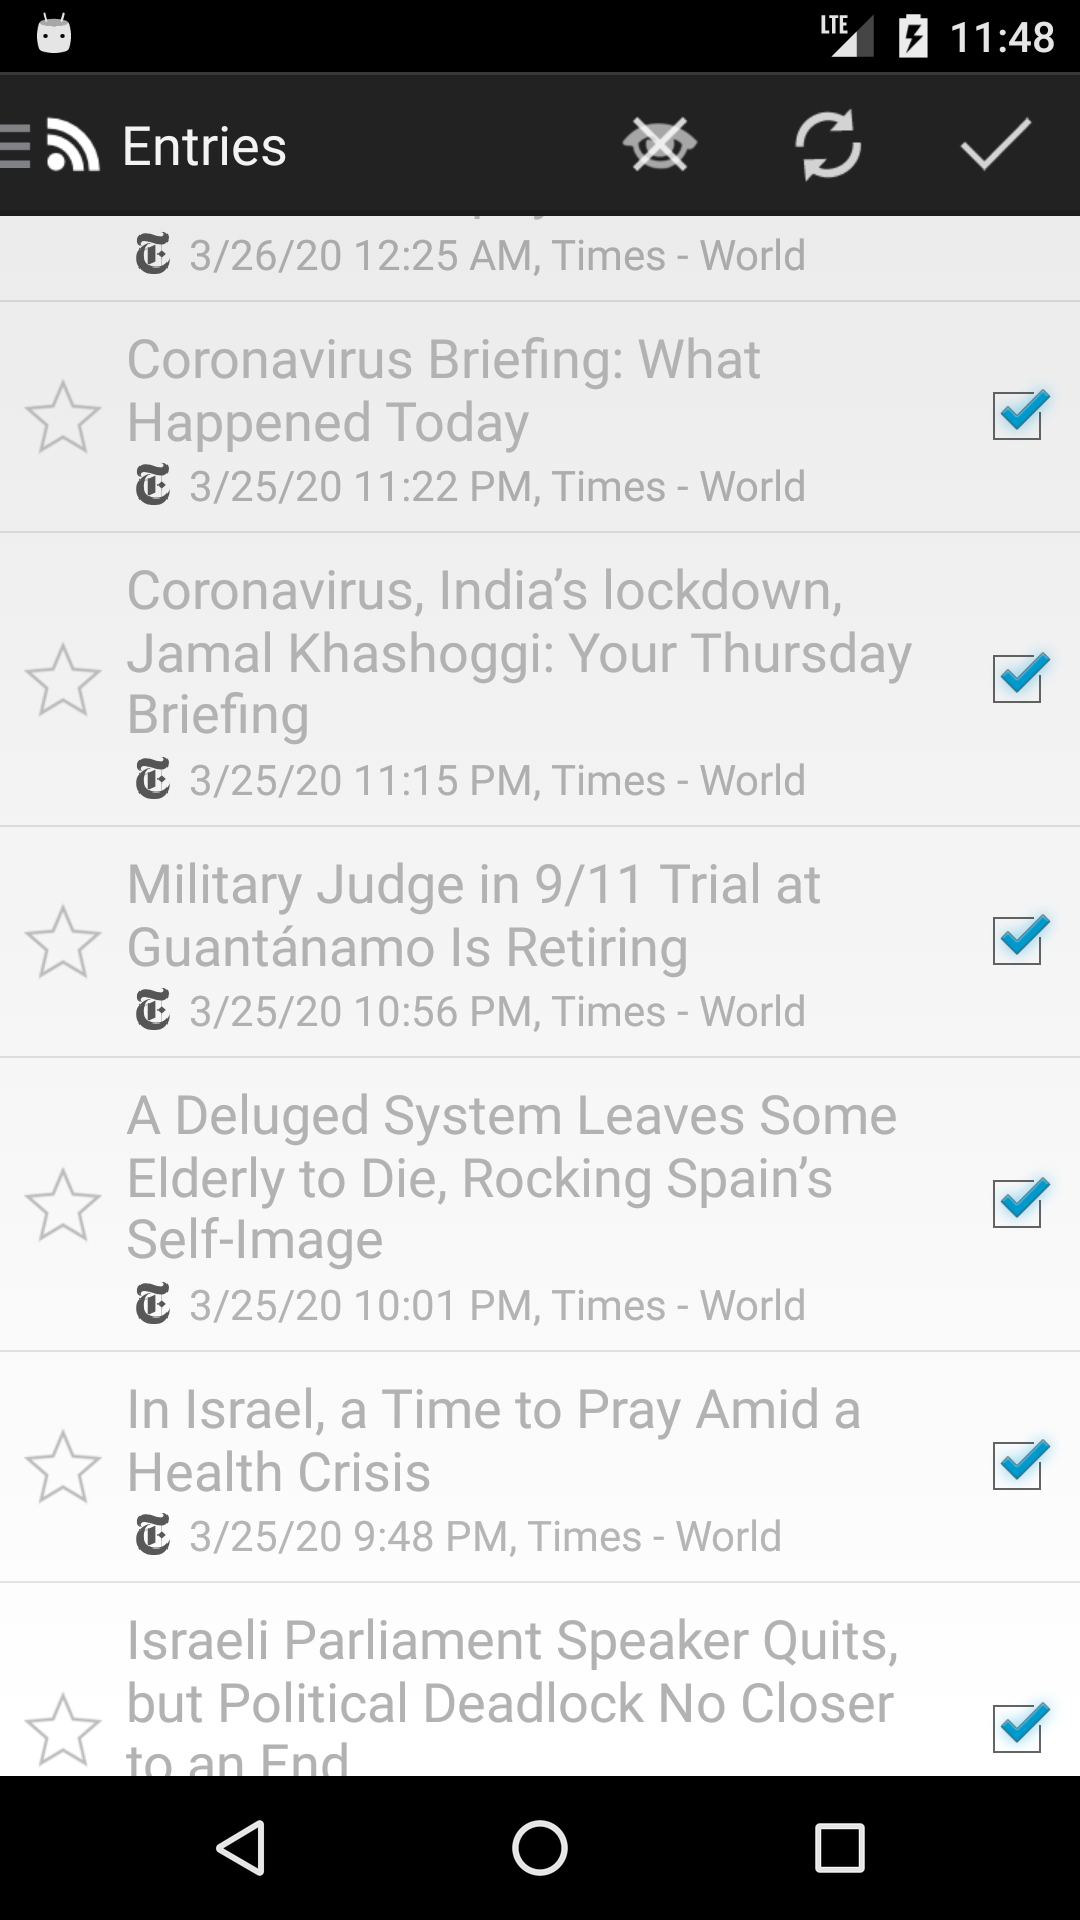 LTE 11:48
Entries
3/26/20 12:25 AM, Times - World
Coronavirus Briefing: What
Happened Today
3/25/20 11:22 PM, Times - World
Coronavirus, India’s lockdown,
Jamal Khashoggi: Your Thursday
Briefing
3/25/20 11:15 PM, Times - World
Military Judge in 9/11 Trial at
Guantánamo Is Retiring
3/25/20 10:56 PM, Times - World
A Deluged System Leaves Some
Elderly to Die, Rocking Spain’s
Self-Image
3/25/20 10:01 PM, Times - World
In Israel, a Time to Pray Amid a
Health Crisis
3/25/20 9:48 PM, Times - World
Israeli Parliament Speaker Quits,
but Political Deadlock No Closer
to an End